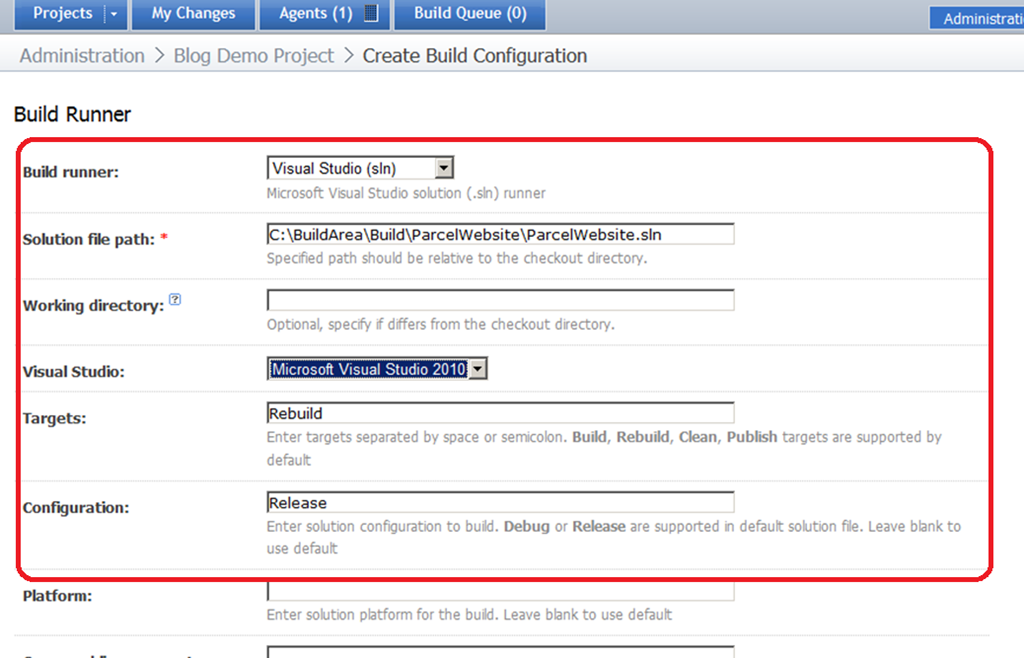 Projects My Changes Agents (1) Build Queue (0)
Administration > Blog Demo Project > Create Build Configuration
Build Runner
Build runner: Visual Studio (sln)
Microsoft Visual Studio solution (.sln) runner
Solution file path: * C:\BuildArea\Build\ParcelWebsite\ParcelWebsite.sln
Specified path should be relative to the checkout directory.
Working directory: ?
Optional, specify if differs from the checkout directory.
Visual Studio: Microsoft Visual Studio 2010
Targets: Rebuild
Enter targets separated by space or semicolon. Build, Rebuild, Clean, Publish targets are supported by
default
Configuration: Release
Enter solution configuration to build. Debug or Release are supported in default solution file. Leave blank to
use default
Platform:
Enter solution platform for the build. Leave blank to use default